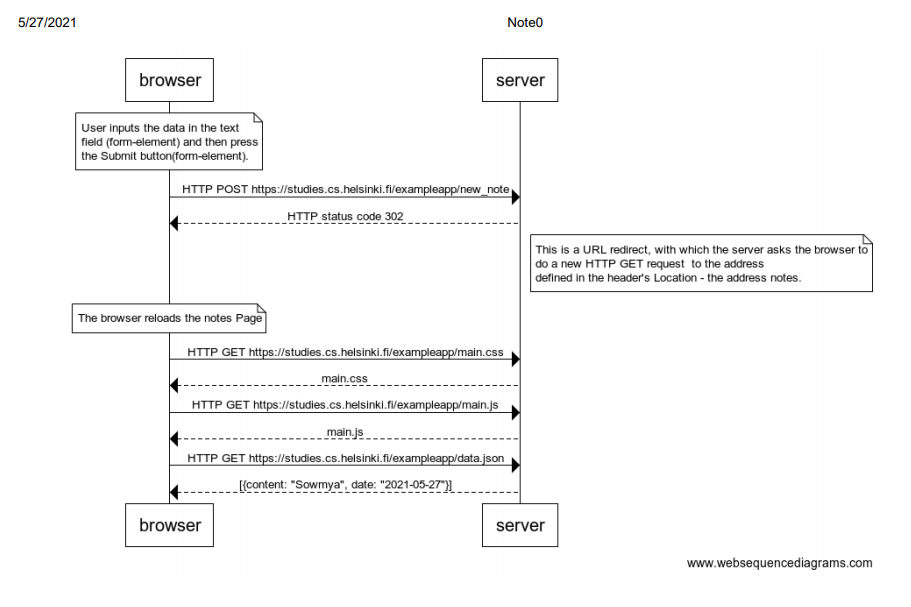 5/27/2021
Note0
browser
server
User inputs the data in the text
field (form-element) and then press
the Submit button(form-element).
HTTP POST https://studies.cs.helsinki.fi/exampleapp/new_note
HTTP status code 302
This is a URL redirect, with which the server asks the browser to
do a new HTTP GET request  to the address
defined in the header's Location - the address notes.
The browser reloads the notes Page
HTTP GET https://studies.cs.helsinki.fi/exampleapp/main.css
main.css
HTTP GET https://studies.cs.helsinki.fi/exampleapp/main.js
main.js
HTTP GET https://studies.cs.helsinki.fi/exampleapp/data.json
[{content: "Sowmya", date: "2021-05-27"}]
browser
server
www.websequencediagrams.com